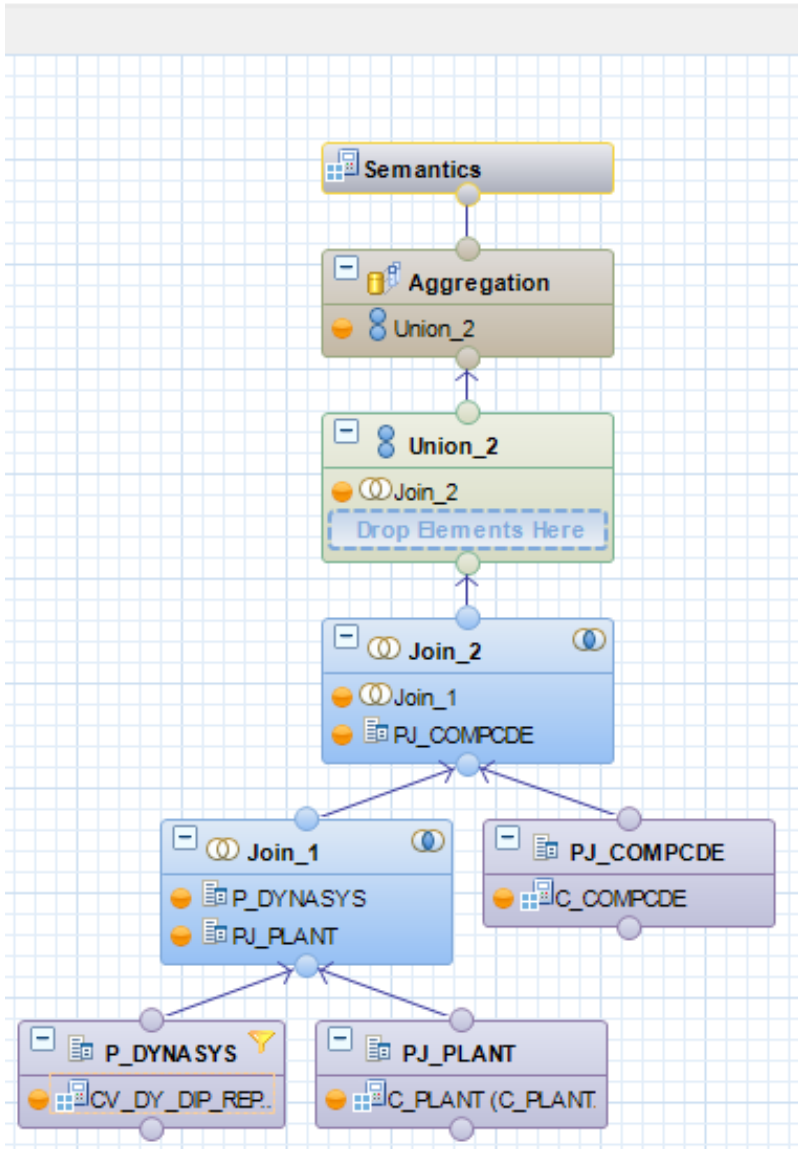 Semantics
Aggregation
Union_2
Union_2
Join_2
Drop Elements Here
Join_2
Join_1
PJ_COMPCDE
Join_1
P_DYNASYS
PJ_PLANT
PJ_COMPCDE
C_COMPCDE
P_DYNASYS
CV_DY_DIP_REP..
PJ_PLANT
C_PLANT (C_PLANT.